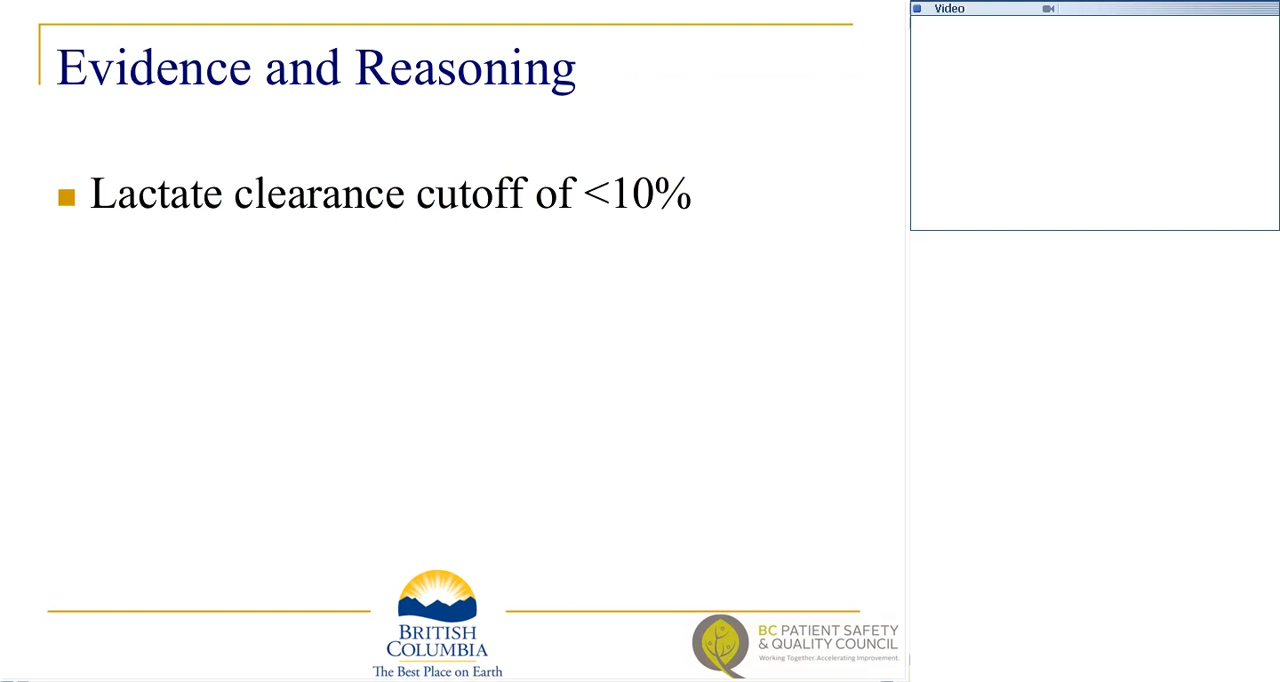 Video
Evidence and Reasoning
Lactate clearance cutoff of <10%
BRITISH
COLUMBIA
The Best Place on Earth
BC PATIENT SAFETY
& QUALITY COUNCIL
Working Together. Accelerating Improvement.